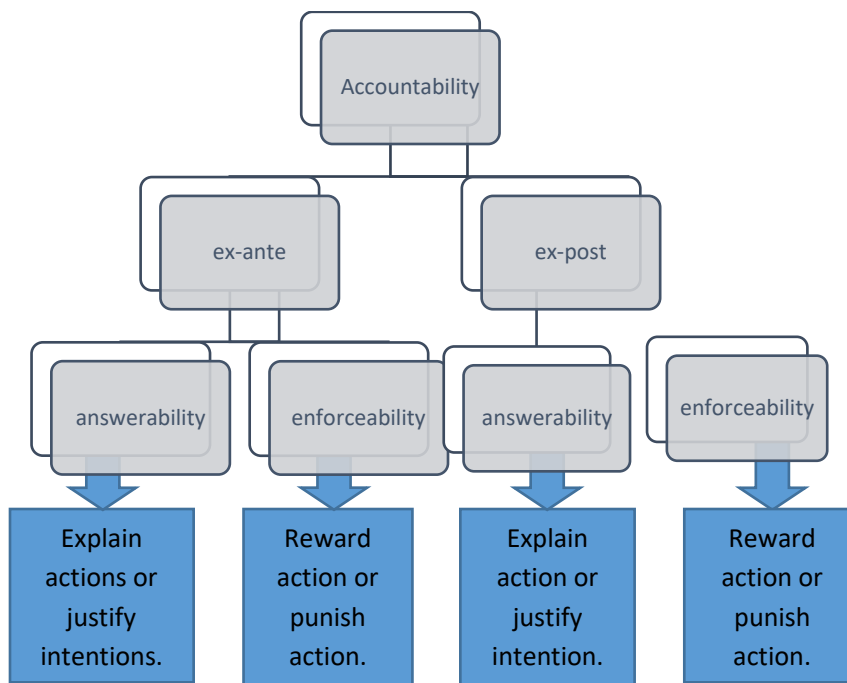 Accountability
ex-ante
ex-post
answerability
enforceability
answerability
enforceability
Explain
actions or
justify
intentions.
Reward
action or
punish
action.
Explain
action or
justify
intention.
Reward
action or
punish
action.